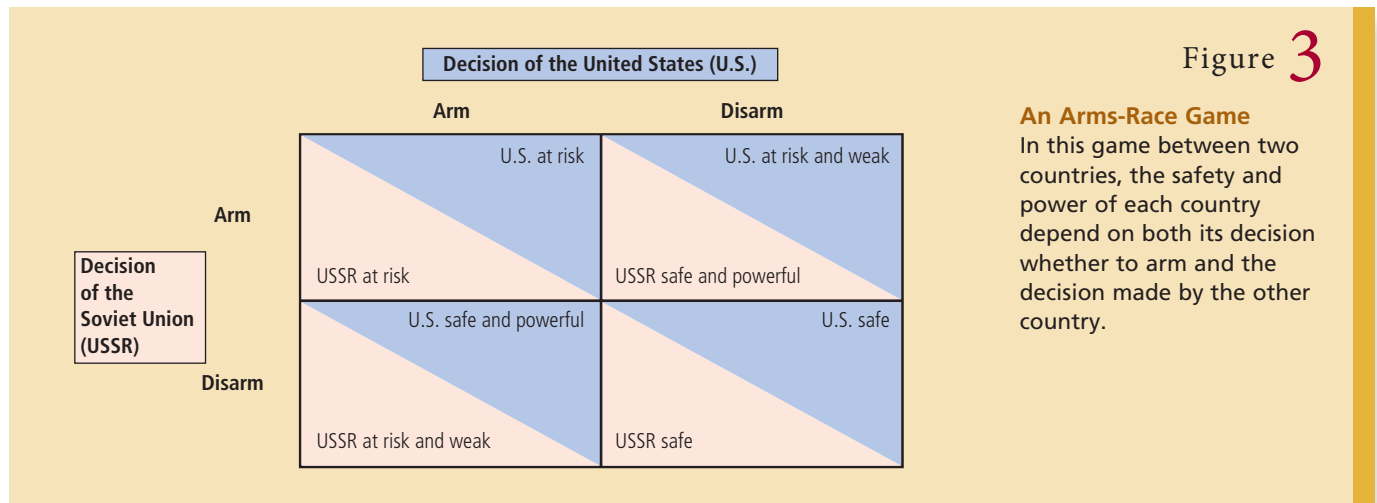 Decision of the United States (U.S.)
Arm
Disarm
Arm
Decision
of the
Soviet Union
(USSR)
Disarm
U.S. at risk
USSR at risk
U.S. at risk and weak
USSR safe and powerful
U.S. safe and powerful
USSR at risk and weak
U.S. safe
USSR safe
Figure 3
An Arms-Race Game
In this game between two
countries, the safety and
power of each country
depend on both its decision
whether to arm and the
decision made by the other
country.